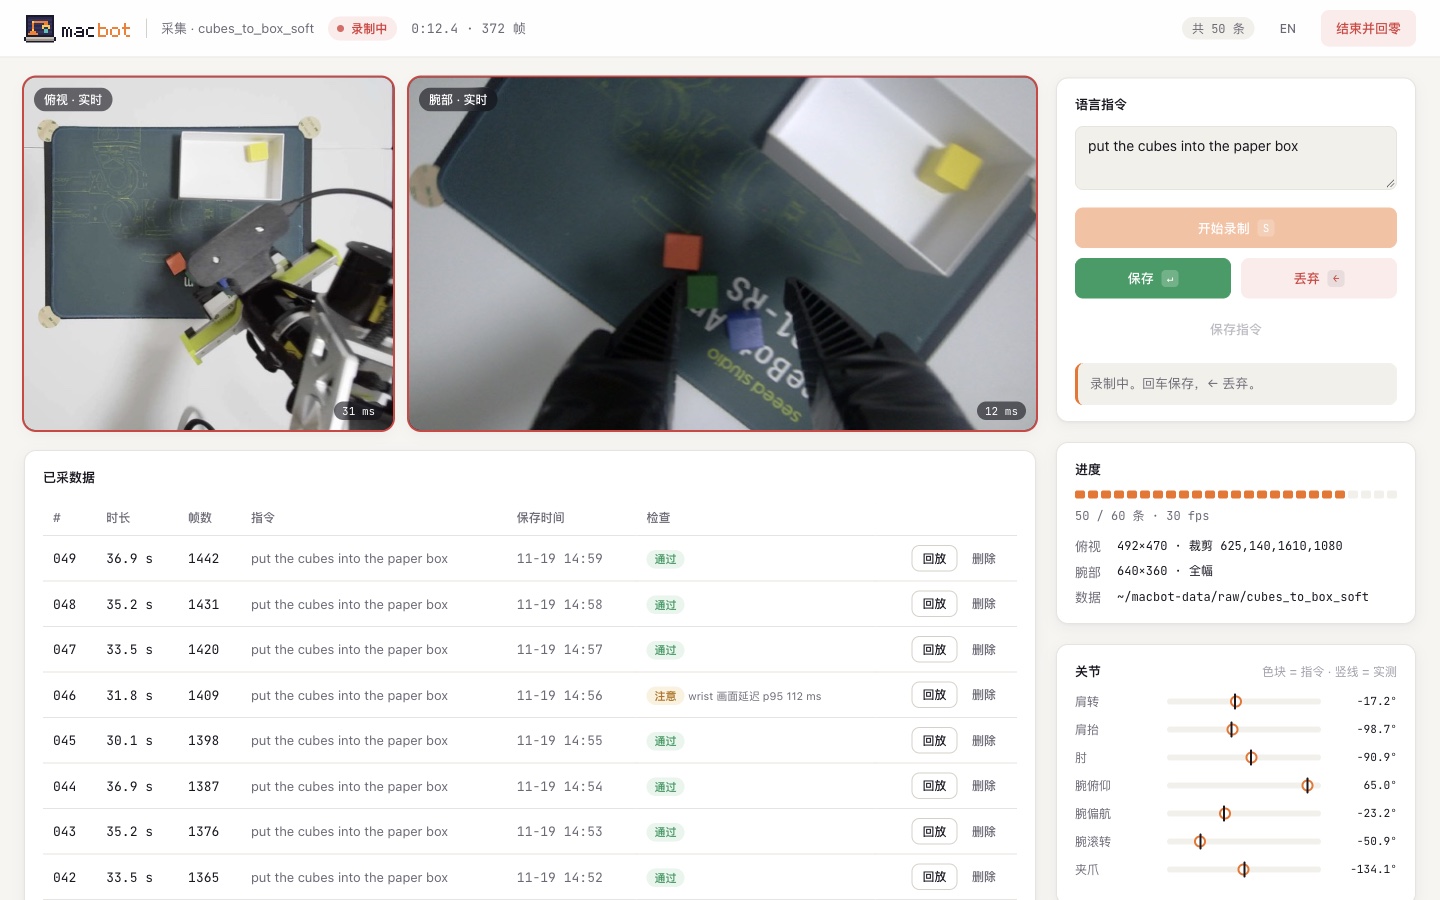 macbot
采集 · cubes_to_box_soft
录制中
0:12.4 · 372 帧
共 50 条
EN
结束并回零
俯视 · 实时
31 ms
腕部 · 实时
seeed studio
12 ms
语言指令
put the cubes into the paper box
开始录制 S
保存 ↵
丢弃 ←
保存指令
录制中。回车保存，← 丢弃。
已采数据
# 时长 帧数 指令 保存时间 检查
049 36.9 s 1442 put the cubes into the paper box 11-19 14:59 通过 回放 删除
048 35.2 s 1431 put the cubes into the paper box 11-19 14:58 通过 回放 删除
047 33.5 s 1420 put the cubes into the paper box 11-19 14:57 通过 回放 删除
046 31.8 s 1409 put the cubes into the paper box 11-19 14:56 注意 wrist 画面延迟 p95 112 ms 回放 删除
045 30.1 s 1398 put the cubes into the paper box 11-19 14:55 通过 回放 删除
044 36.9 s 1387 put the cubes into the paper box 11-19 14:54 通过 回放 删除
043 35.2 s 1376 put the cubes into the paper box 11-19 14:53 通过 回放 删除
042 33.5 s 1365 put the cubes into the paper box 11-19 14:52 通过 回放 删除
进度
50 / 60 条 · 30 fps
俯视 492×470 · 裁剪 625,140,1610,1080
腕部 640×360 · 全幅
数据 ~/macbot-data/raw/cubes_to_box_soft
关节 色块 = 指令 · 竖线 = 实测
肩转 -17.2°
肩抬 -98.7°
肘 -90.9°
腕俯仰 65.0°
腕偏航 -23.2°
腕滚转 -50.9°
夹爪 -134.1°